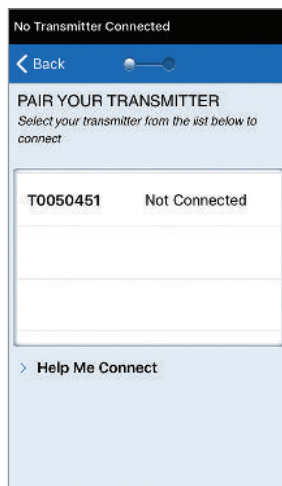 No Transmitter Connected
Back
PAIR YOUR TRANSMITTER
Select your transmitter from the list below to
connect
T0050451 Not Connected
Help Me Connect